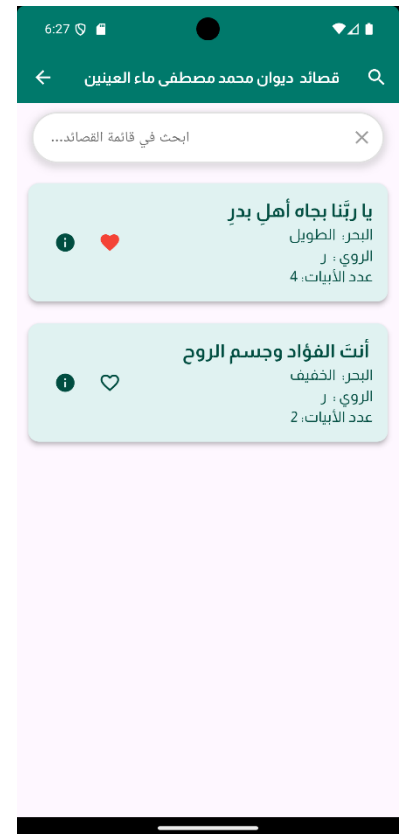 6:27
قصائد ديوان محمد مصطفى ماء العينين
ابحث في قائمة القصائد...
يا ربَّنا بجاه أهلِ بدرِ
البحر: الطويل
الروي : ر
عدد الأبيات: 4
أنتَ الفؤاد وجسم الروح
البحر: الخفيف
الروي : ر
عدد الأبيات: 2